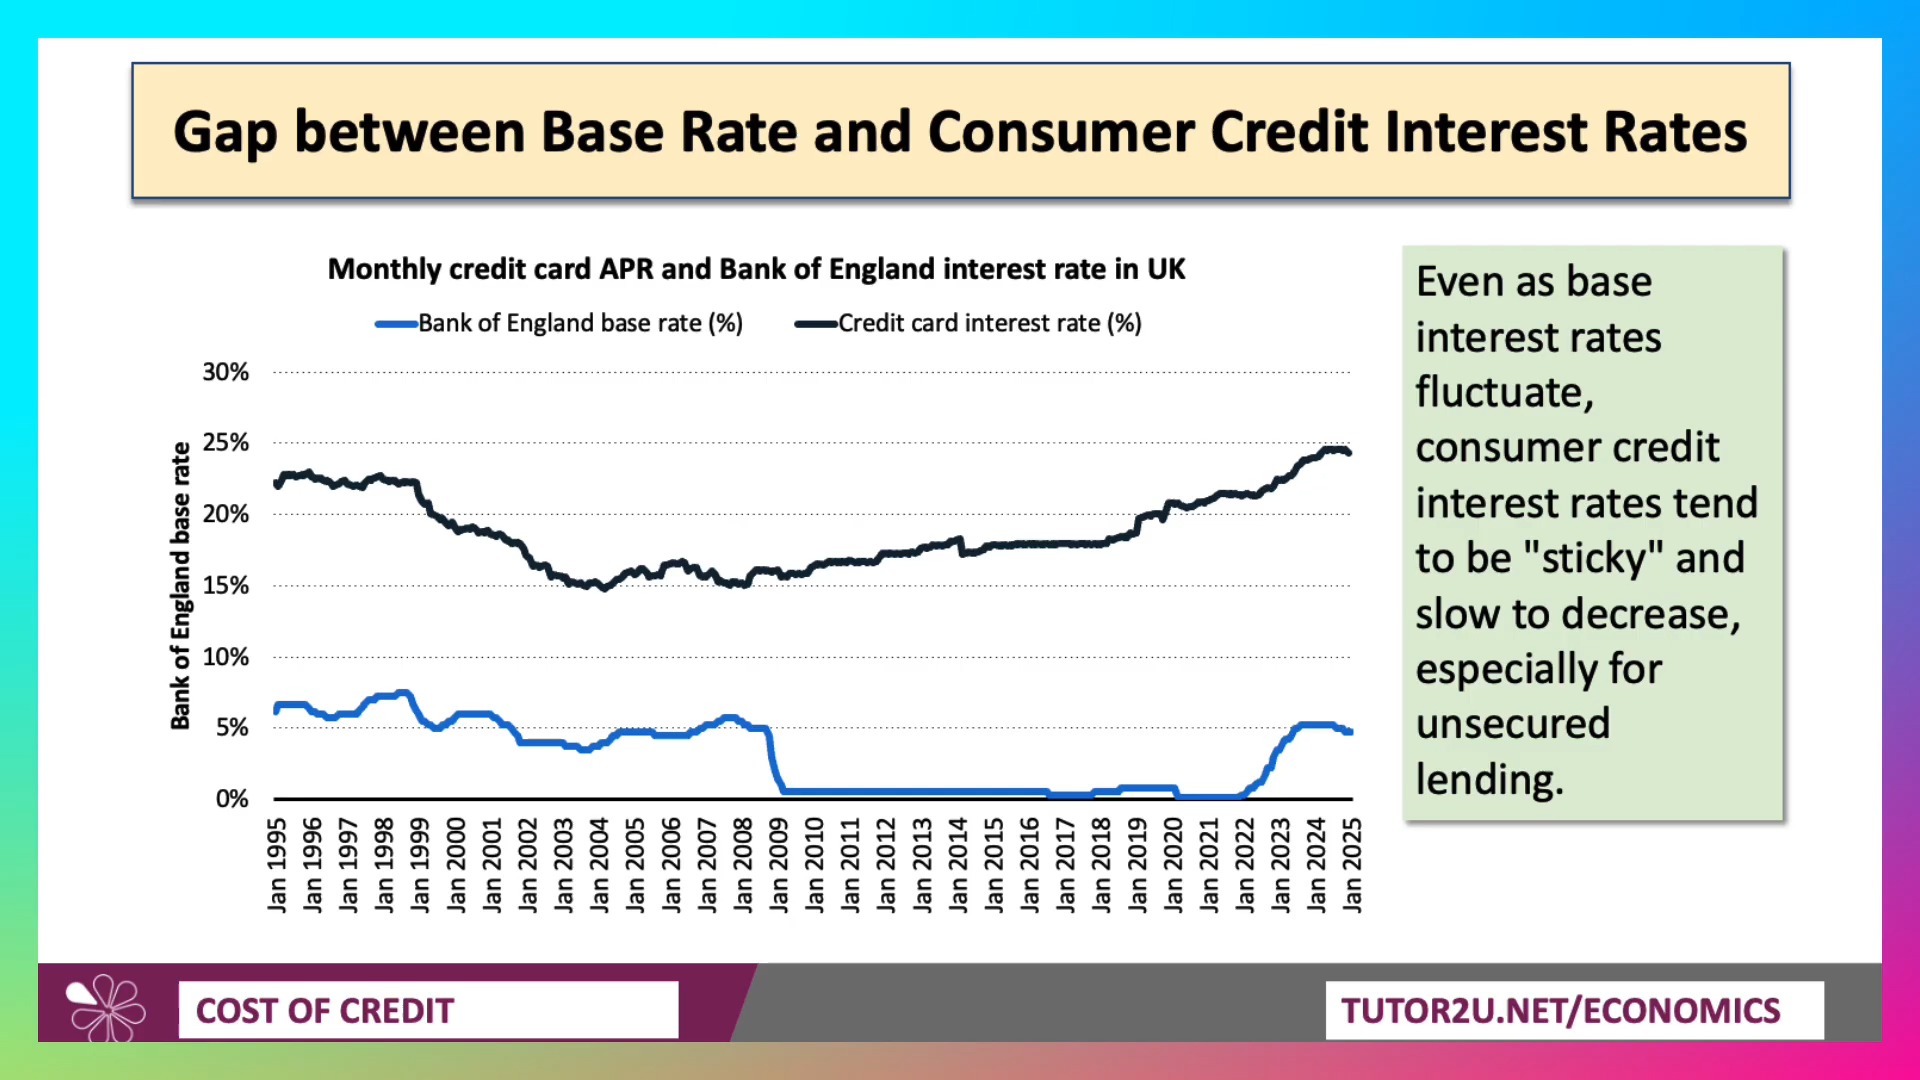 Gap between Base Rate and Consumer Credit Interest Rates
Monthly credit card APR and Bank of England interest rate in UK
Bank of England base rate (%)
Credit card interest rate (%)
Bank of England base rate
30%
25%
20%
15%
10%
5%
0%
Jan 1995
Jan 1996
Jan 1997
Jan 1998
Jan 1999
Jan 2000
Jan 2001
Jan 2002
Jan 2003
Jan 2004
Jan 2005
Jan 2006
Jan 2007
Jan 2008
Jan 2009
Jan 2010
Jan 2011
Jan 2012
Jan 2013
Jan 2014
Jan 2015
Jan 2016
Jan 2017
Jan 2018
Jan 2019
Jan 2020
Jan 2021
Jan 2022
Jan 2023
Jan 2024
Jan 2025
Even as base
interest rates
fluctuate,
consumer credit
interest rates tend
to be "sticky" and
slow to decrease,
especially for
unsecured
lending.
COST OF CREDIT
TUTOR2U.NET/ECONOMICS